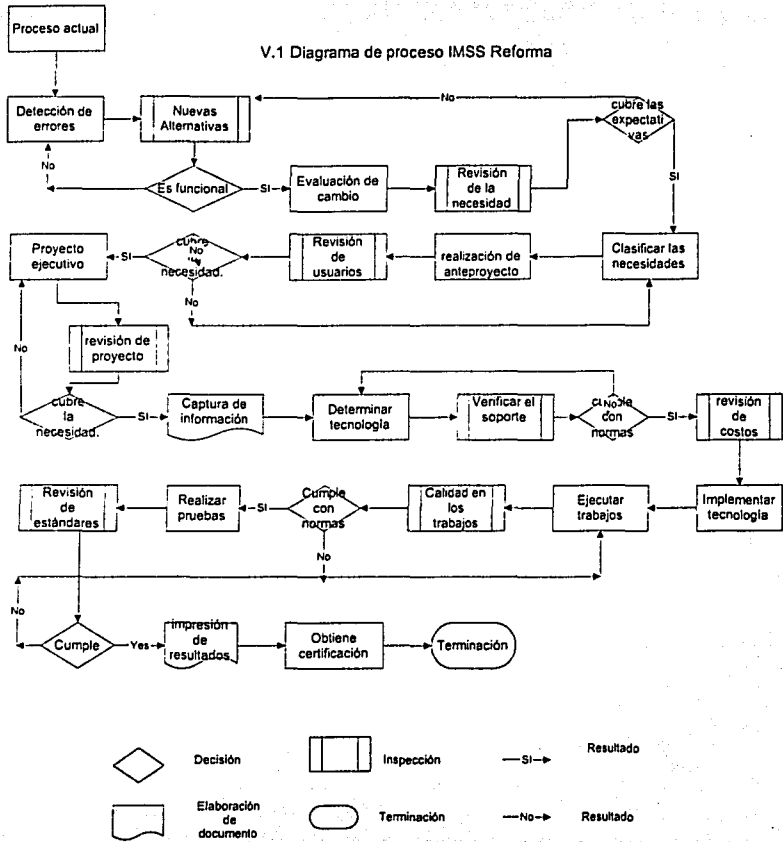 Proceso actual
V.1 Diagrama de proceso IMSS Reforma
Detección de
errores
Nuevas
Alternativas
No
cubre las
expectati
vas
No
Es funcional
SI
Evaluación de
cambio
Revisión
de la
necesidad
SI
Proyecto
ejecutivo
SI
cubre
No
necesidad.
Revisión
de
usuarios
realización de
anteproyecto
Clasificar las
necesidades
No
No
revisión de
proyecto
cubre
la
necesidad.
SI
Captura de
información
Determinar
tecnología
Verificar el
soporte
cumple
No
con
normas
SI
revisión
de
costos
Revisión
de
estándares
Realizar
pruebas
SI
Cumple
con
normas
Calidad en
los
trabajos
Ejecutar
trabajos
Implementar
tecnología
No
No
Cumple
Yes
impresión
de
resultados
Obtiene
certificación
Terminación
Decisión
Inspección
SI
Resultado
Elaboración
de
documento
Terminación
No
Resultado